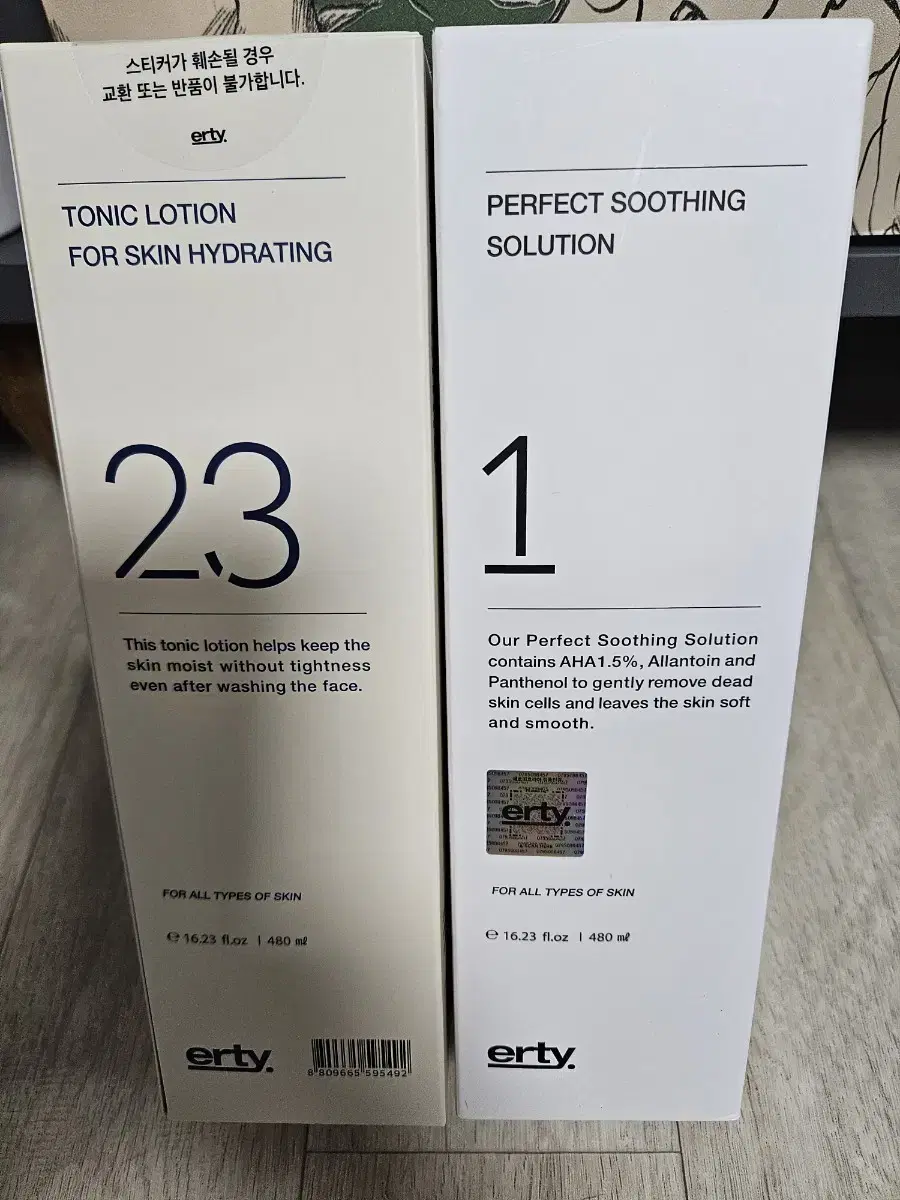 스티커가 훼손될 경우
교환 또는 반품이 불가합니다.
erty.
TONIC LOTION
FOR SKIN HYDRATING
23
This tonic lotion helps keep the
skin moist without tightness
even after washing the face.
FOR ALL TYPES OF SKIN
℮ 16.23 fl.oz | 480 ㎖
erty.
8 809665 595492
PERFECT SOOTHING
SOLUTION
1
Our Perfect Soothing Solution
contains AHA1.5%, Allantoin and
Panthenol to gently remove dead
skin cells and leaves the skin soft
and smooth.
erty.
FOR ALL TYPES OF SKIN
℮ 16.23 fl.oz | 480 ㎖
erty.